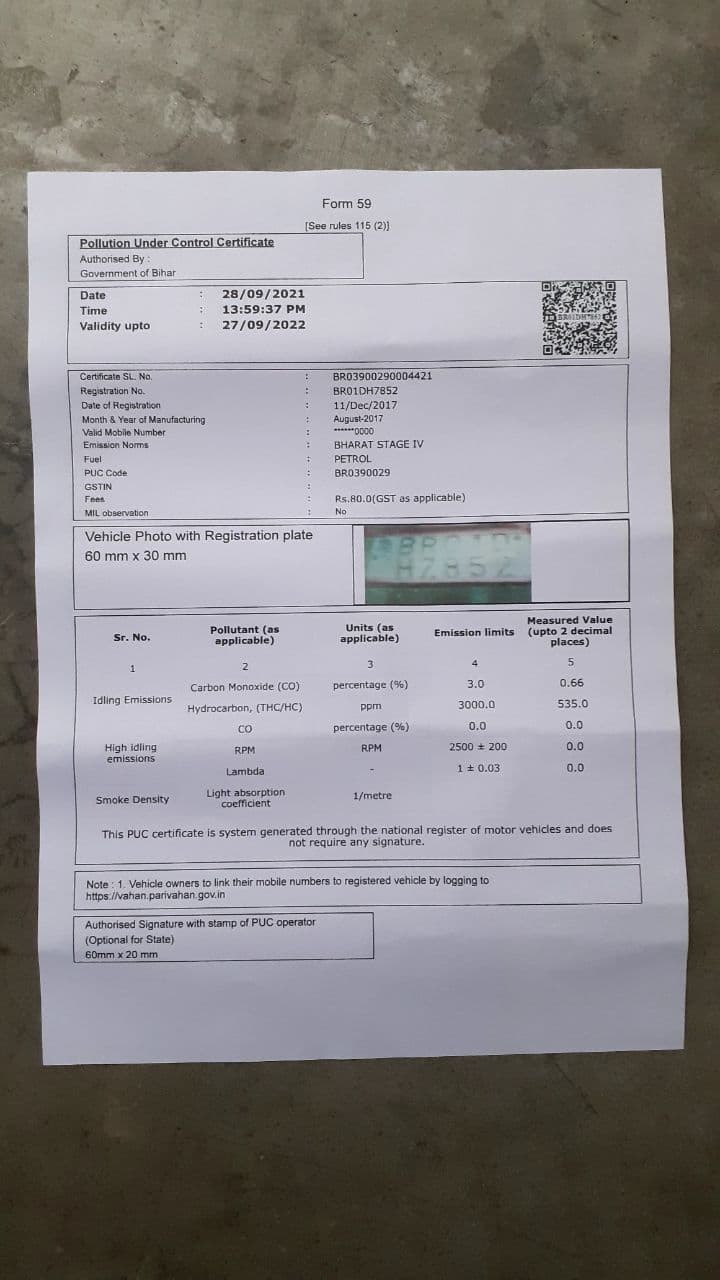 Form 59
[See rules 115 (2)]
Pollution Under Control Certificate
Authorised By :
Government of Bihar
Date : 28/09/2021
Time : 13:59:37 PM
Validity upto : 27/09/2022
BR01DH7852
Certificate SL. No. : BR03900290004421
Registration No. : BR01DH7852
Date of Registration : 11/Dec/2017
Month & Year of Manufacturing : August-2017
Valid Mobile Number : ******0000
Emission Norms : BHARAT STAGE IV
Fuel : PETROL
PUC Code : BR0390029
GSTIN :
Fees : Rs.80.0(GST as applicable)
MIL observation : No
Vehicle Photo with Registration plate
60 mm x 30 mm
BR01D
H7852
Sr. No. Pollutant (as applicable) Units (as applicable) Emission limits Measured Value (upto 2 decimal places)
1 2 3 4 5
Idling Emissions Carbon Monoxide (CO) percentage (%) 3.0 0.66
Hydrocarbon, (THC/HC) ppm 3000.0 535.0
High idling emissions CO percentage (%) 0.0 0.0
RPM RPM 2500 ± 200 0.0
Lambda - 1 ± 0.03 0.0
Smoke Density Light absorption coefficient 1/metre
This PUC certificate is system generated through the national register of motor vehicles and does
not require any signature.
Note : 1. Vehicle owners to link their mobile numbers to registered vehicle by logging to
https://vahan.parivahan.gov.in
Authorised Signature with stamp of PUC operator
(Optional for State)
60mm x 20 mm